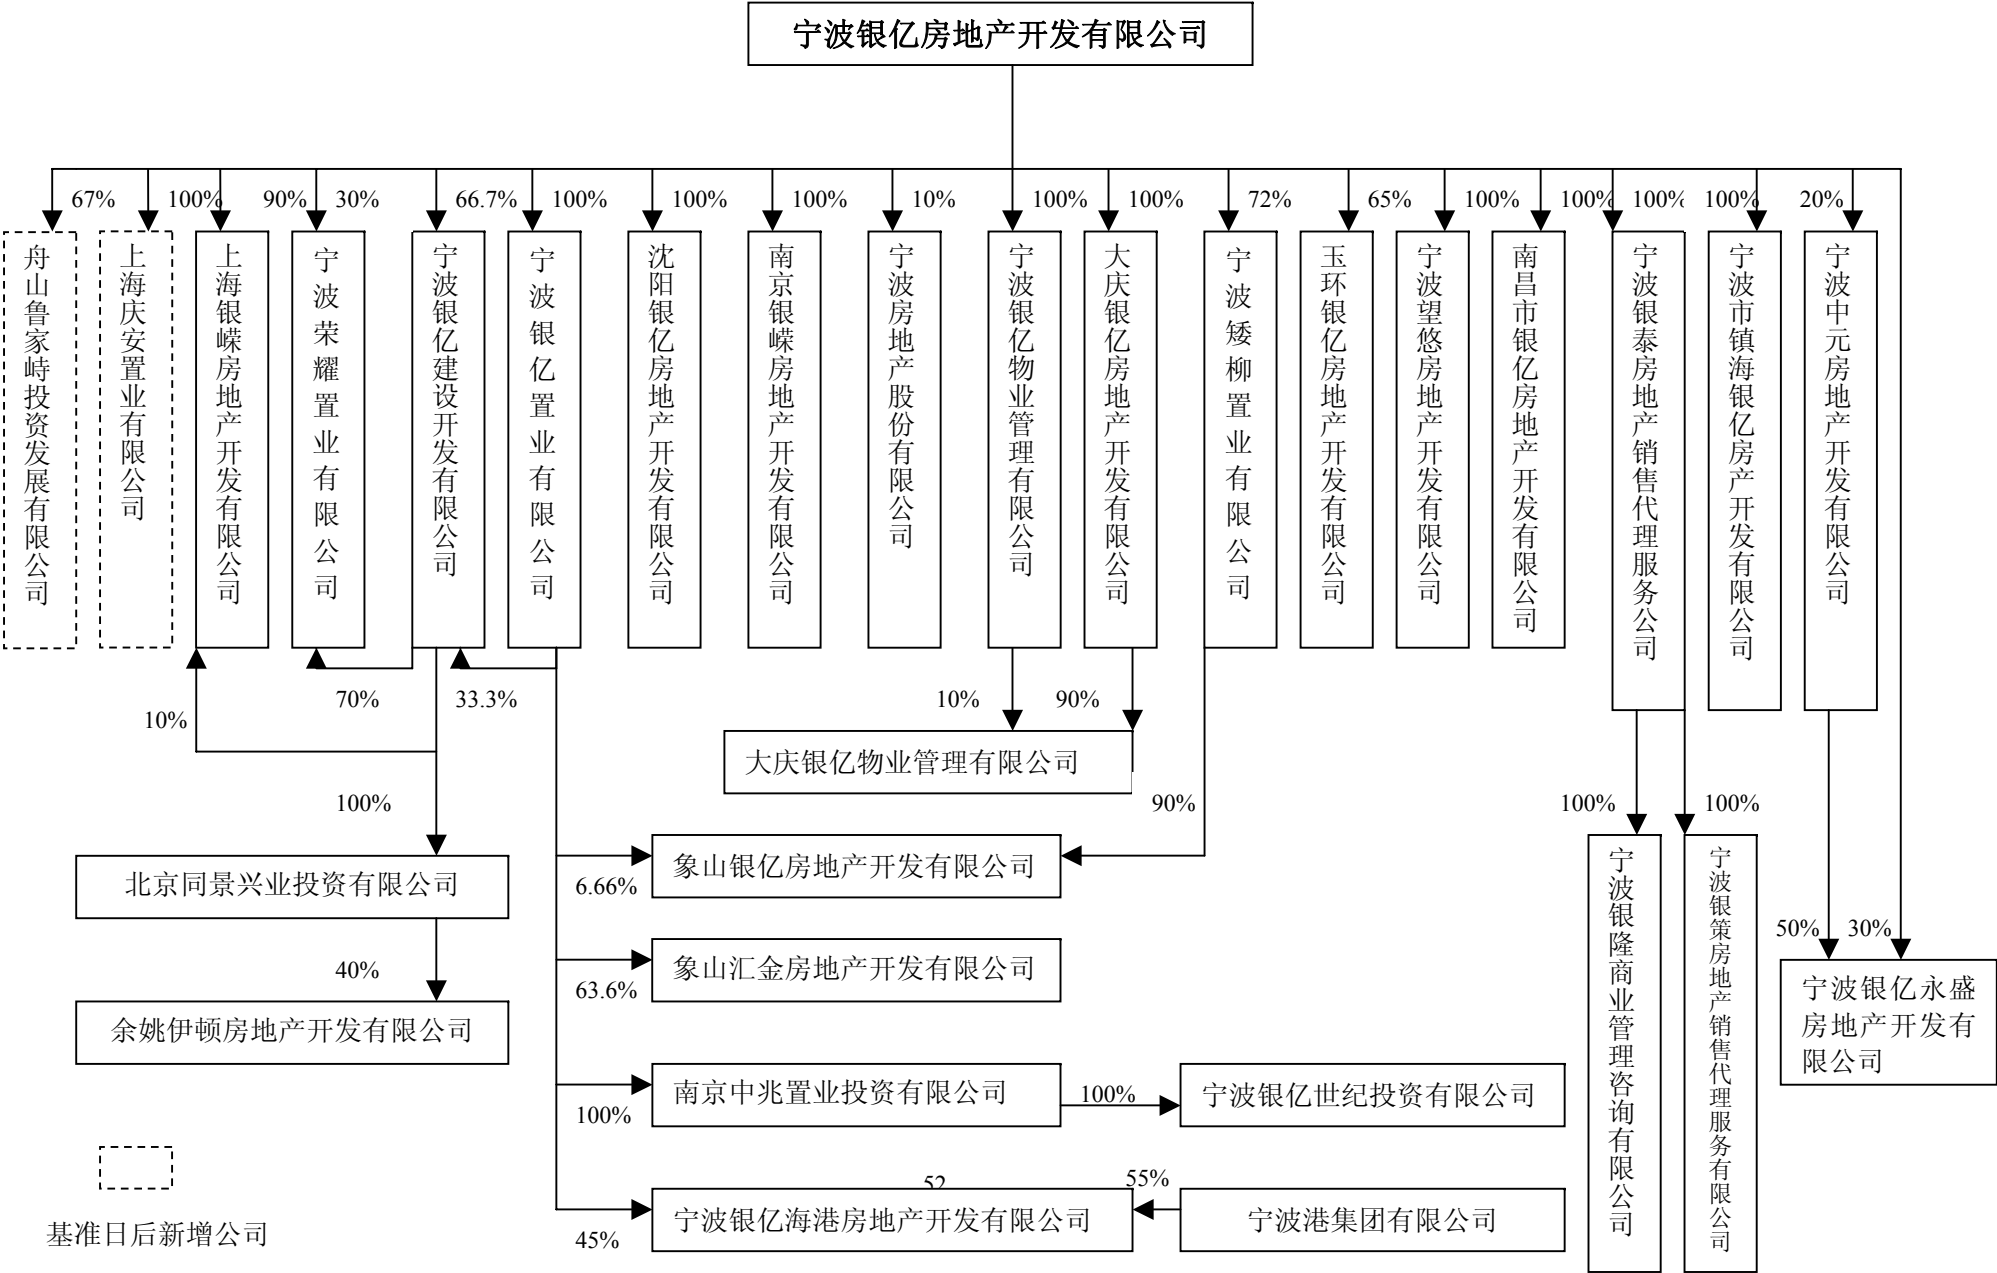 宁波银亿房地产开发有限公司
67%
100%
90%
30%
66.7%
100%
100%
100%
10%
100%
100%
72%
65%
100%
100%
100%
100%
20%
舟山鲁家峙投资发展有限公司
上海庆安置业有限公司
上海银嵘房地产开发有限公司
宁波荣耀置业有限公司
宁波银亿建设开发有限公司
宁波银亿置业有限公司
沈阳银亿房地产开发有限公司
南京银嵘房地产开发有限公司
宁波房地产股份有限公司
宁波银亿物业管理有限公司
大庆银亿房地产开发有限公司
宁波矮柳置业有限公司
玉环银亿房地产开发有限公司
宁波望悠房地产开发有限公司
南昌市银亿房地产开发有限公司
宁波银泰房地产销售代理服务公司
宁波市镇海银亿房产开发有限公司
宁波中元房地产开发有限公司
10%
70%
33.3%
10%
90%
大庆银亿物业管理有限公司
100%
90%
100%
100%
北京同景兴业投资有限公司
象山银亿房地产开发有限公司
6.66%
宁波银隆商业管理咨询有限公司
宁波银策房地产销售代理服务有限公司
50%
30%
40%
象山汇金房地产开发有限公司
63.6%
宁波银亿永盛
房地产开发有
限公司
余姚伊顿房地产开发有限公司
南京中兆置业投资有限公司
100%
100%
宁波银亿世纪投资有限公司
52
55%
宁波银亿海港房地产开发有限公司
45%
宁波港集团有限公司
基准日后新增公司